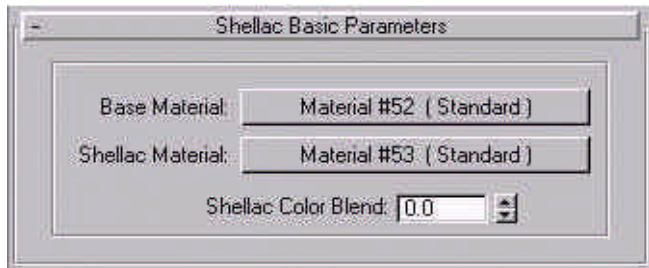 - Shellac Basic Parameters
Base Material: Material #52 ( Standard )
Shellac Material: Material #53 ( Standard )
Shellac Color Blend: 0.0